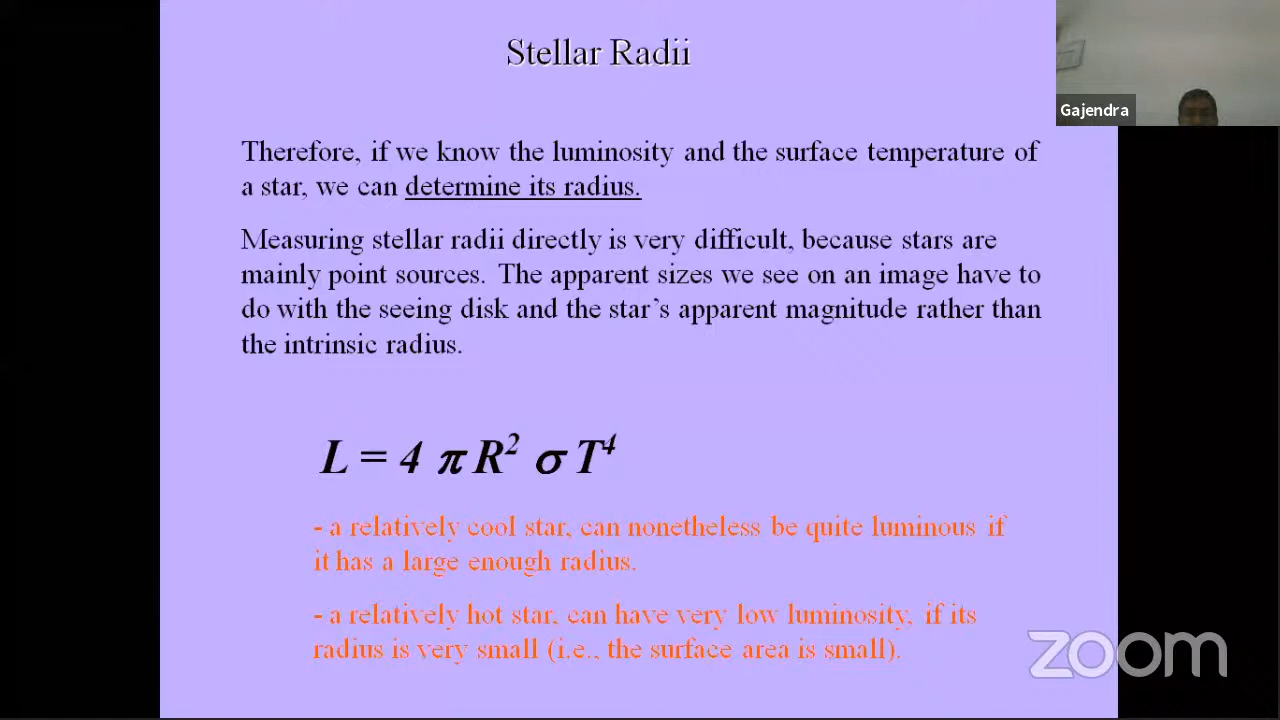 Stellar Radii
Gajendra
Therefore, if we know the luminosity and the surface temperature of
a star, we can determine its radius.
Measuring stellar radii directly is very difficult, because stars are
mainly point sources. The apparent sizes we see on an image have to
do with the seeing disk and the star’s apparent magnitude rather than
the intrinsic radius.
L = 4 π R² σ T⁴
- a relatively cool star, can nonetheless be quite luminous if
it has a large enough radius.
- a relatively hot star, can have very low luminosity, if its
radius is very small (i.e., the surface area is small).
zoom